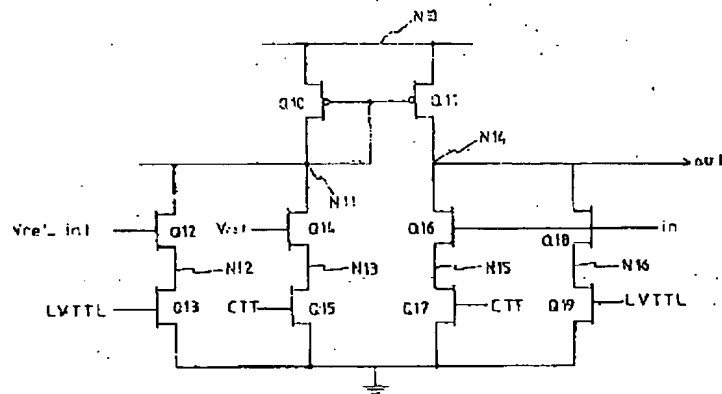 N10
Q10
Q11
N14
out
N11
Vref_int
Q12
Vref
Q14
Q16
Q18
in
N12
N13
N15
N16
LVTTL
Q13
CTT
Q15
Q17
CTT
Q19
LVTTL